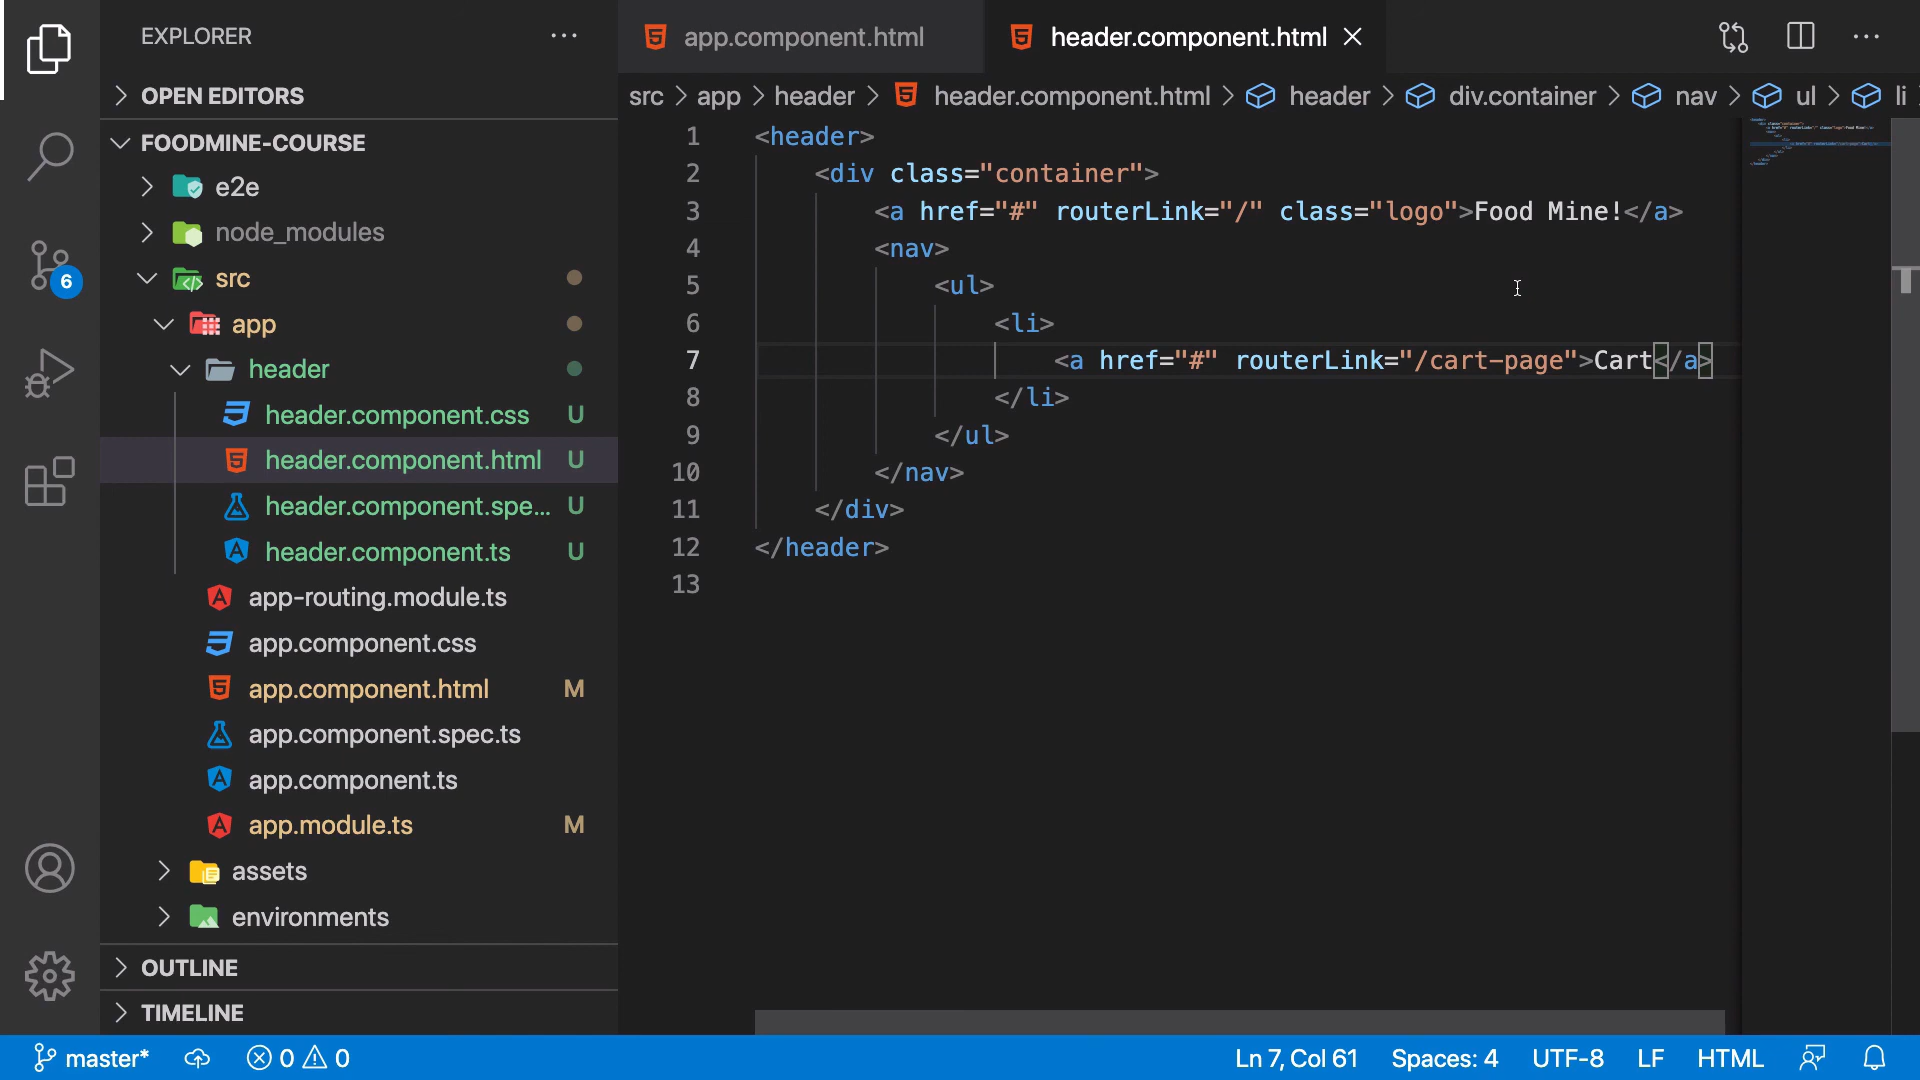 EXPLORER
OPEN EDITORS
FOODMINE-COURSE
e2e
node_modules
src
app
header
header.component.css U
header.component.html U
header.component.spe... U
header.component.ts U
app-routing.module.ts
app.component.css
app.component.html M
app.component.spec.ts
app.component.ts
app.module.ts M
assets
environments
OUTLINE
TIMELINE
6
app.component.html
header.component.html
src > app > header > header.component.html > header > div.container > nav > ul > li
1 <header>
2 <div class="container">
3 <a href="#" routerLink="/" class="logo">Food Mine!</a>
4 <nav>
5 <ul>
6 <li>
7 <a href="#" routerLink="/cart-page">Cart</a>
8 </li>
9 </ul>
10 </nav>
11 </div>
12 </header>
13
master* 0 0 Ln 7, Col 61 Spaces: 4 UTF-8 LF HTML